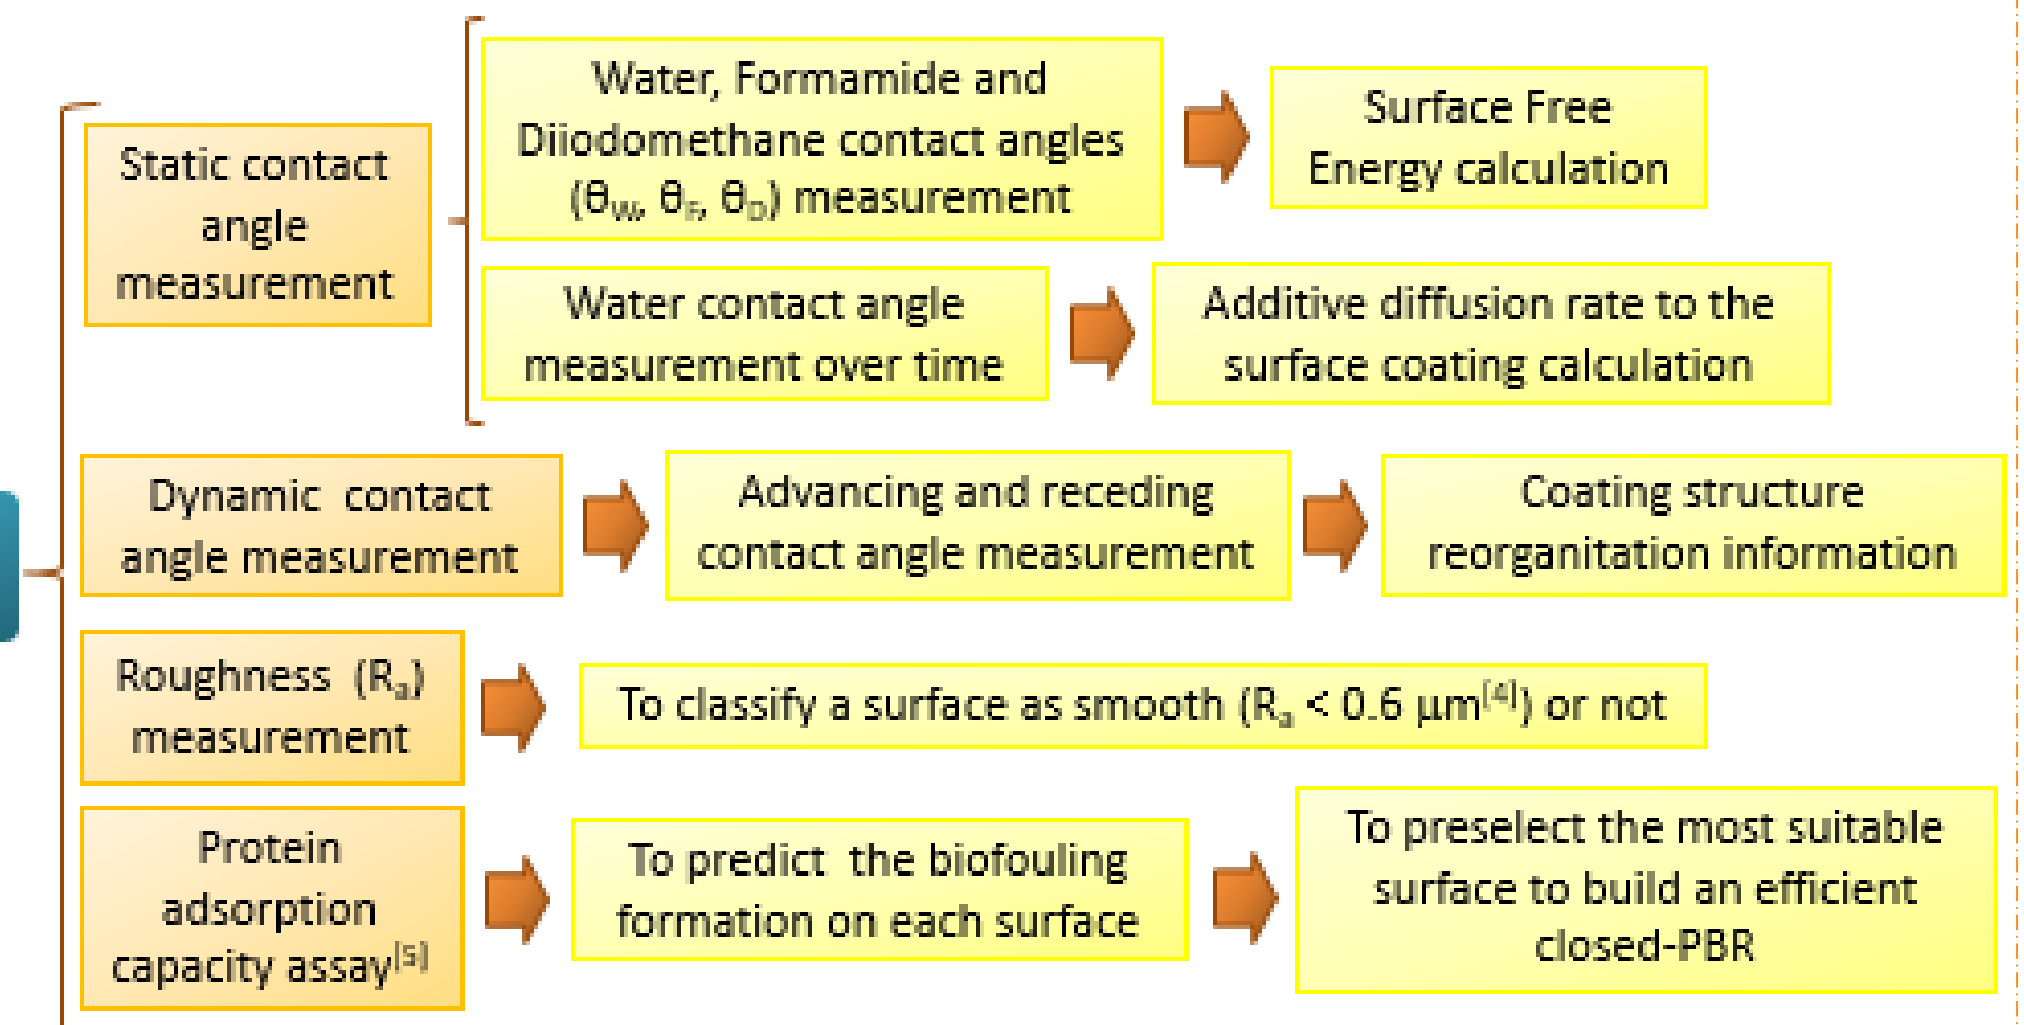 Static contact
angle
measurement
Water, Formamide and
Diiodomethane contact angles
(θW, θF, θD) measurement
Surface Free
Energy calculation
Water contact angle
measurement over time
Additive diffusion rate to the
surface coating calculation
Dynamic contact
angle measurement
Advancing and receding
contact angle measurement
Coating structure
reorganitation information
Roughness (Ra)
measurement
To classify a surface as smooth (Ra < 0.6 µm[4]) or not
Protein
adsorption
capacity assay[5]
To predict the biofouling
formation on each surface
To preselect the most suitable
surface to build an efficient
closed-PBR